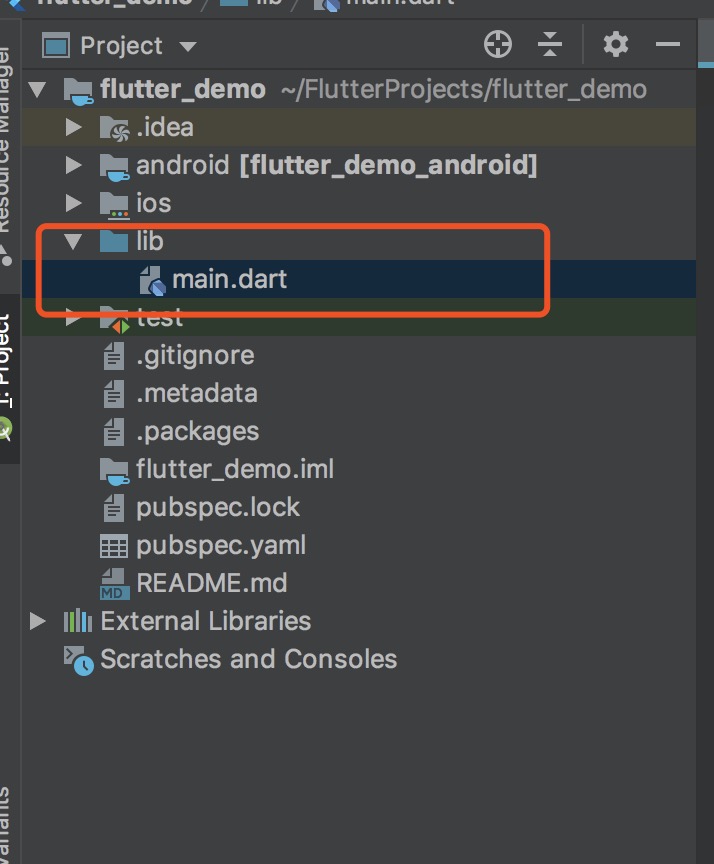 flutter_demo / lib / main.dart
Resource Manager
Project
flutter_demo ~/FlutterProjects/flutter_demo
.idea
android [flutter_demo_android]
ios
lib
main.dart
test
1: Project
.gitignore
.metadata
.packages
flutter_demo.iml
pubspec.lock
pubspec.yaml
MD README.md
External Libraries
Scratches and Consoles